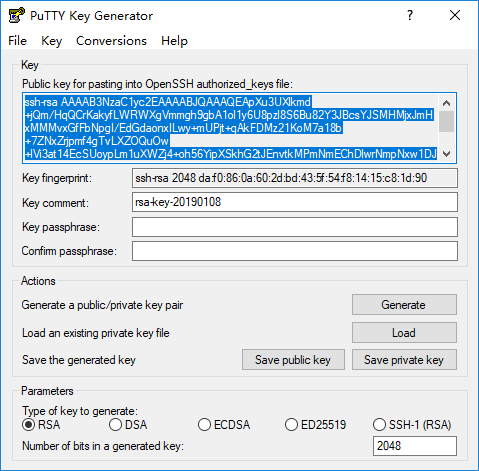 PuTTY Key Generator
File Key Conversions Help
Key
Public key for pasting into OpenSSH authorized_keys file:
ssh-rsa AAAAB3NzaC1yc2EAAAABJQAAAQEApXu3UXlkmd
+jQm/HqQCrKakyfLWRWXgVmmgh9gbA1ol1y6U8pzl8S6Bu82Y3JBcsYJSMHMjxJmH
xMMMvxGfFbNpgI/EdGdaonxILwy+mUPjt+qAkFDMz21KoM7a18b
+7ZNxZrjpmf4gTvLXZOQuOw
+IVi3at14EcSUoypLm1uXWZj4+oh56YipXSkhG2tJEnvtkMPmNmEChDlwrNmpNxw1DJ
Key fingerprint: ssh-rsa 2048 da:f0:86:0a:60:2d:bd:43:5f:54:f8:14:15:c8:1d:90
Key comment: rsa-key-20190108
Key passphrase:
Confirm passphrase:
Actions
Generate a public/private key pair Generate
Load an existing private key file Load
Save the generated key Save public key Save private key
Parameters
Type of key to generate:
RSA DSA ECDSA ED25519 SSH-1 (RSA)
Number of bits in a generated key: 2048